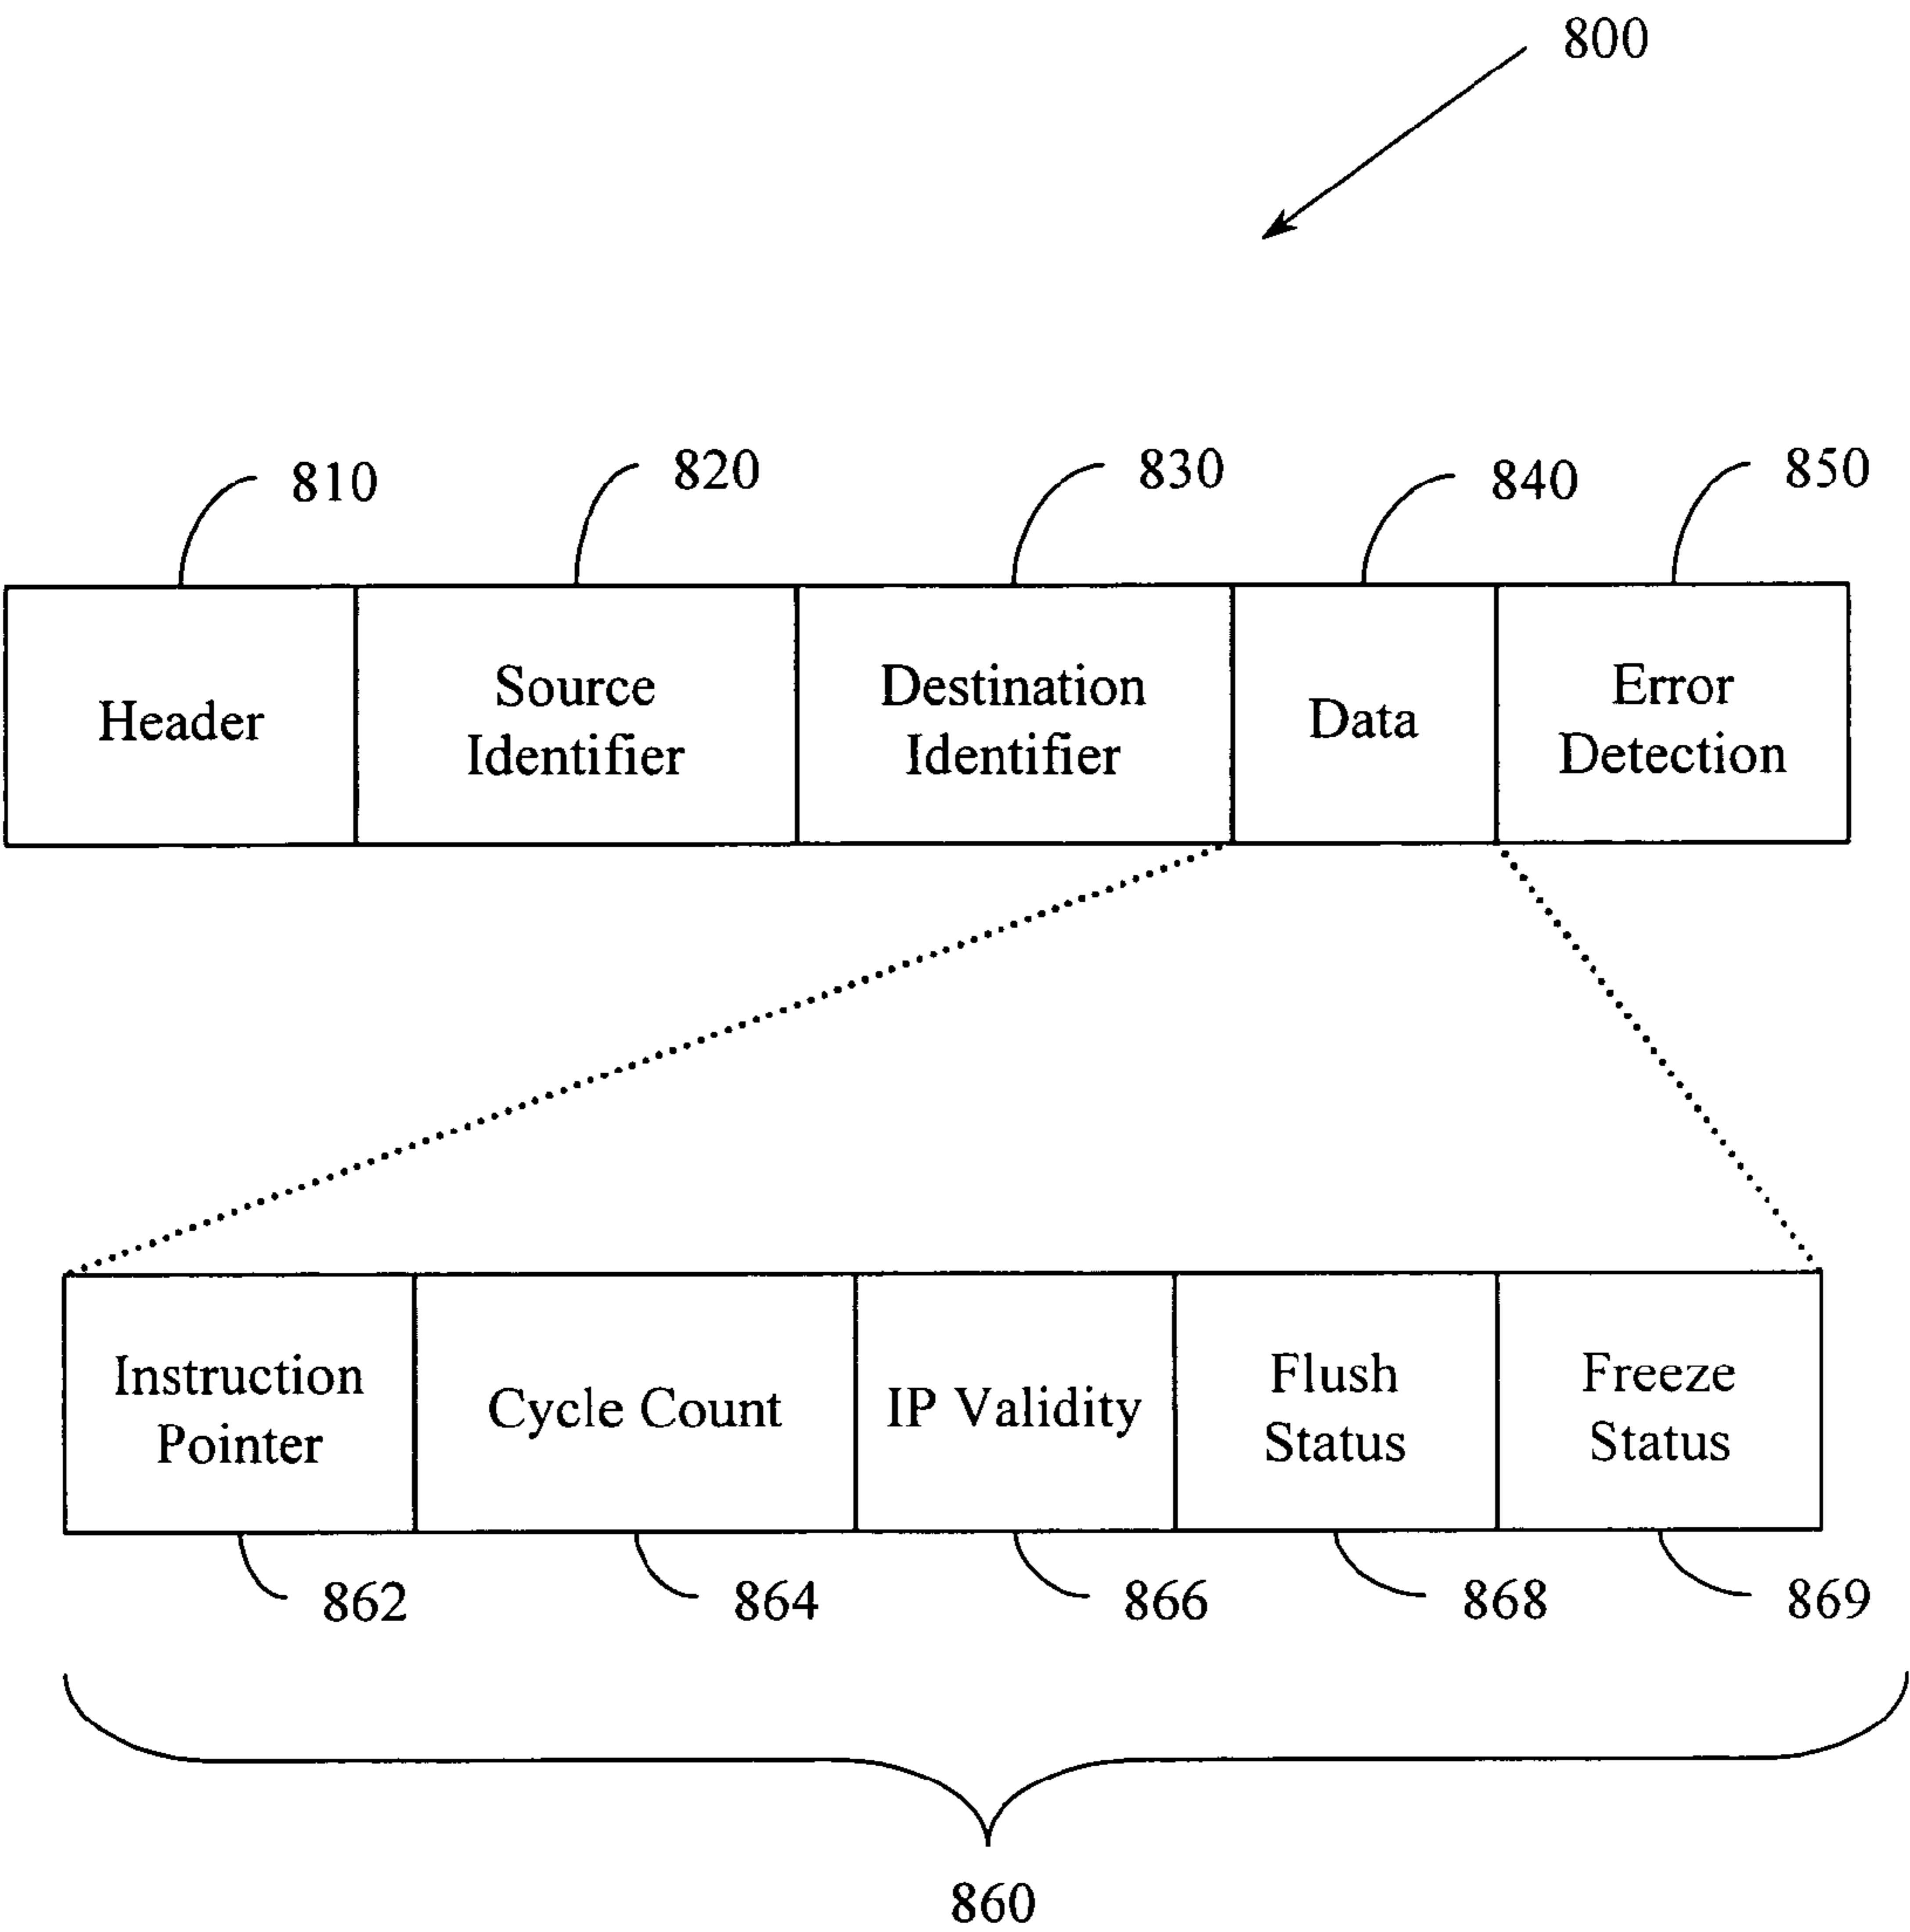 800
810
820
830
840
850
Header
Source
Identifier
Destination
Identifier
Data
Error
Detection
Instruction
Pointer
Cycle Count
IP Validity
Flush
Status
Freeze
Status
862
864
866
868
869
860